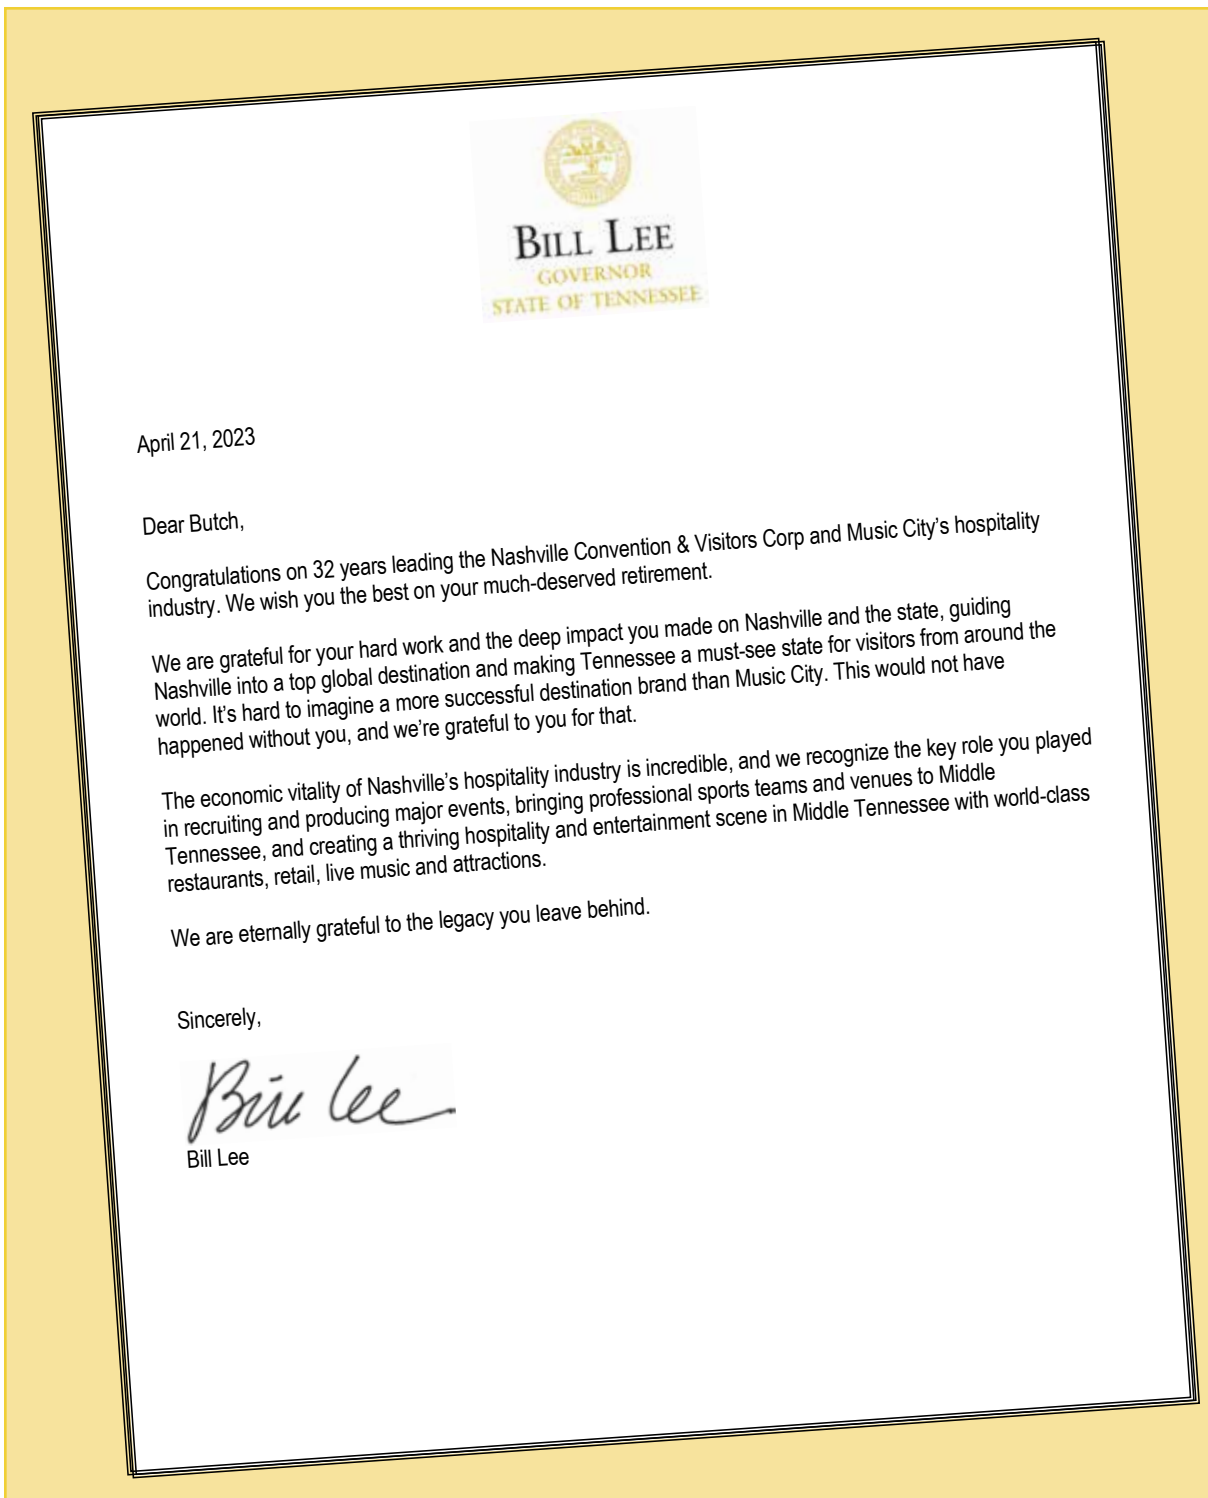 BILL LEE
GOVERNOR
STATE OF TENNESSEE
April 21, 2023
Dear Butch,
Congratulations on 32 years leading the Nashville Convention & Visitors Corp and Music City’s hospitality
industry. We wish you the best on your much-deserved retirement.
We are grateful for your hard work and the deep impact you made on Nashville and the state, guiding
Nashville into a top global destination and making Tennessee a must-see state for visitors from around the
world. It’s hard to imagine a more successful destination brand than Music City. This would not have
happened without you, and we’re grateful to you for that.
The economic vitality of Nashville’s hospitality industry is incredible, and we recognize the key role you played
in recruiting and producing major events, bringing professional sports teams and venues to Middle
Tennessee, and creating a thriving hospitality and entertainment scene in Middle Tennessee with world-class
restaurants, retail, live music and attractions.
We are eternally grateful to the legacy you leave behind.
Sincerely,
Bill Lee
Bill Lee